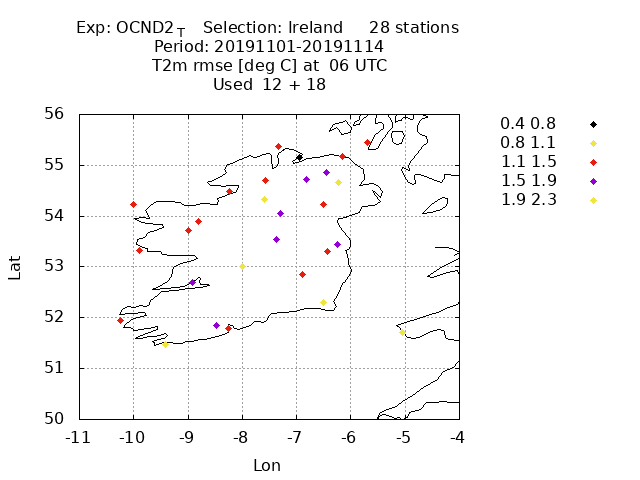 Exp: OCND2T Selection: Ireland 28 stations
Period: 20191101-20191114
T2m rmse [deg C] at 06 UTC
Used 12 + 18
0.4 0.8
0.8 1.1
1.1 1.5
1.5 1.9
1.9 2.3
56
55
54
53
52
51
50
Lat
-11 -10 -9 -8 -7 -6 -5 -4
Lon